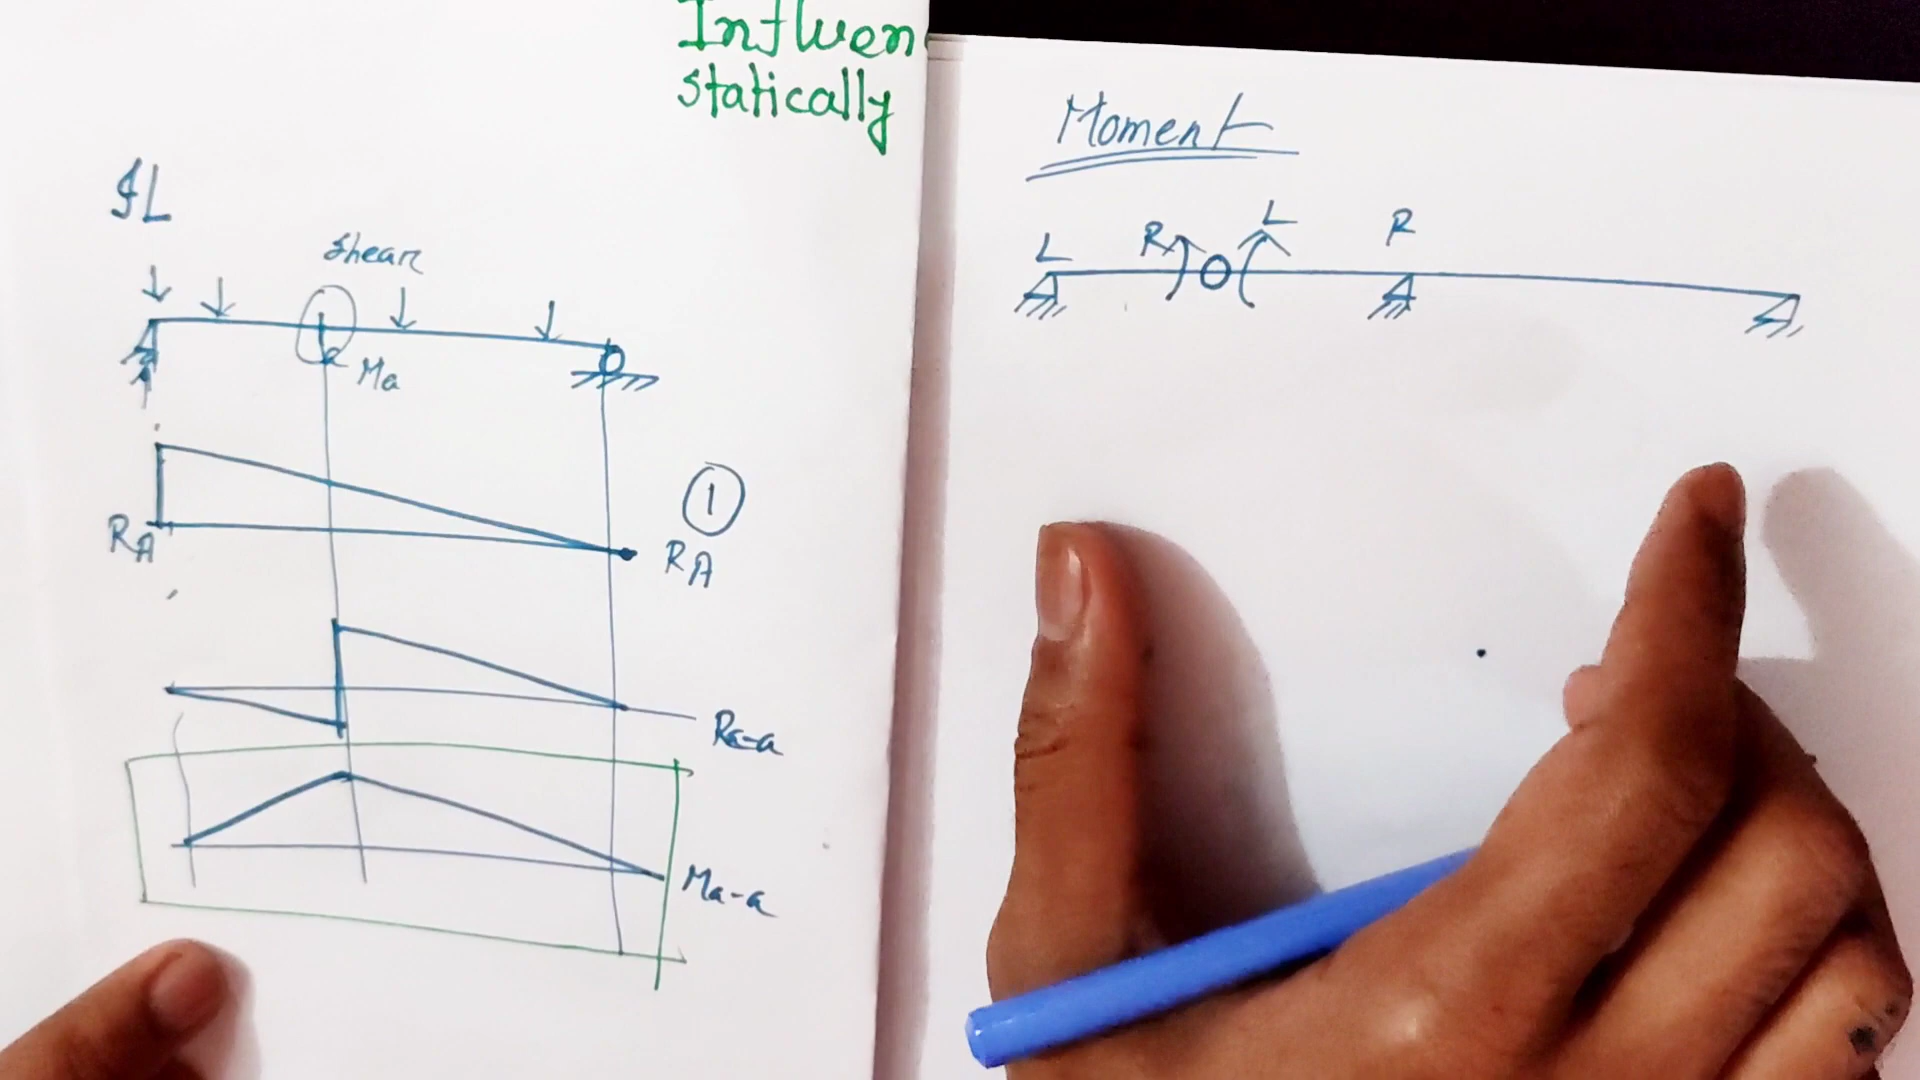 Influen
statically
IL
Shear
Ma
RA
1
RA
Ra-a
Ma-a
Moment
L
R
L
R